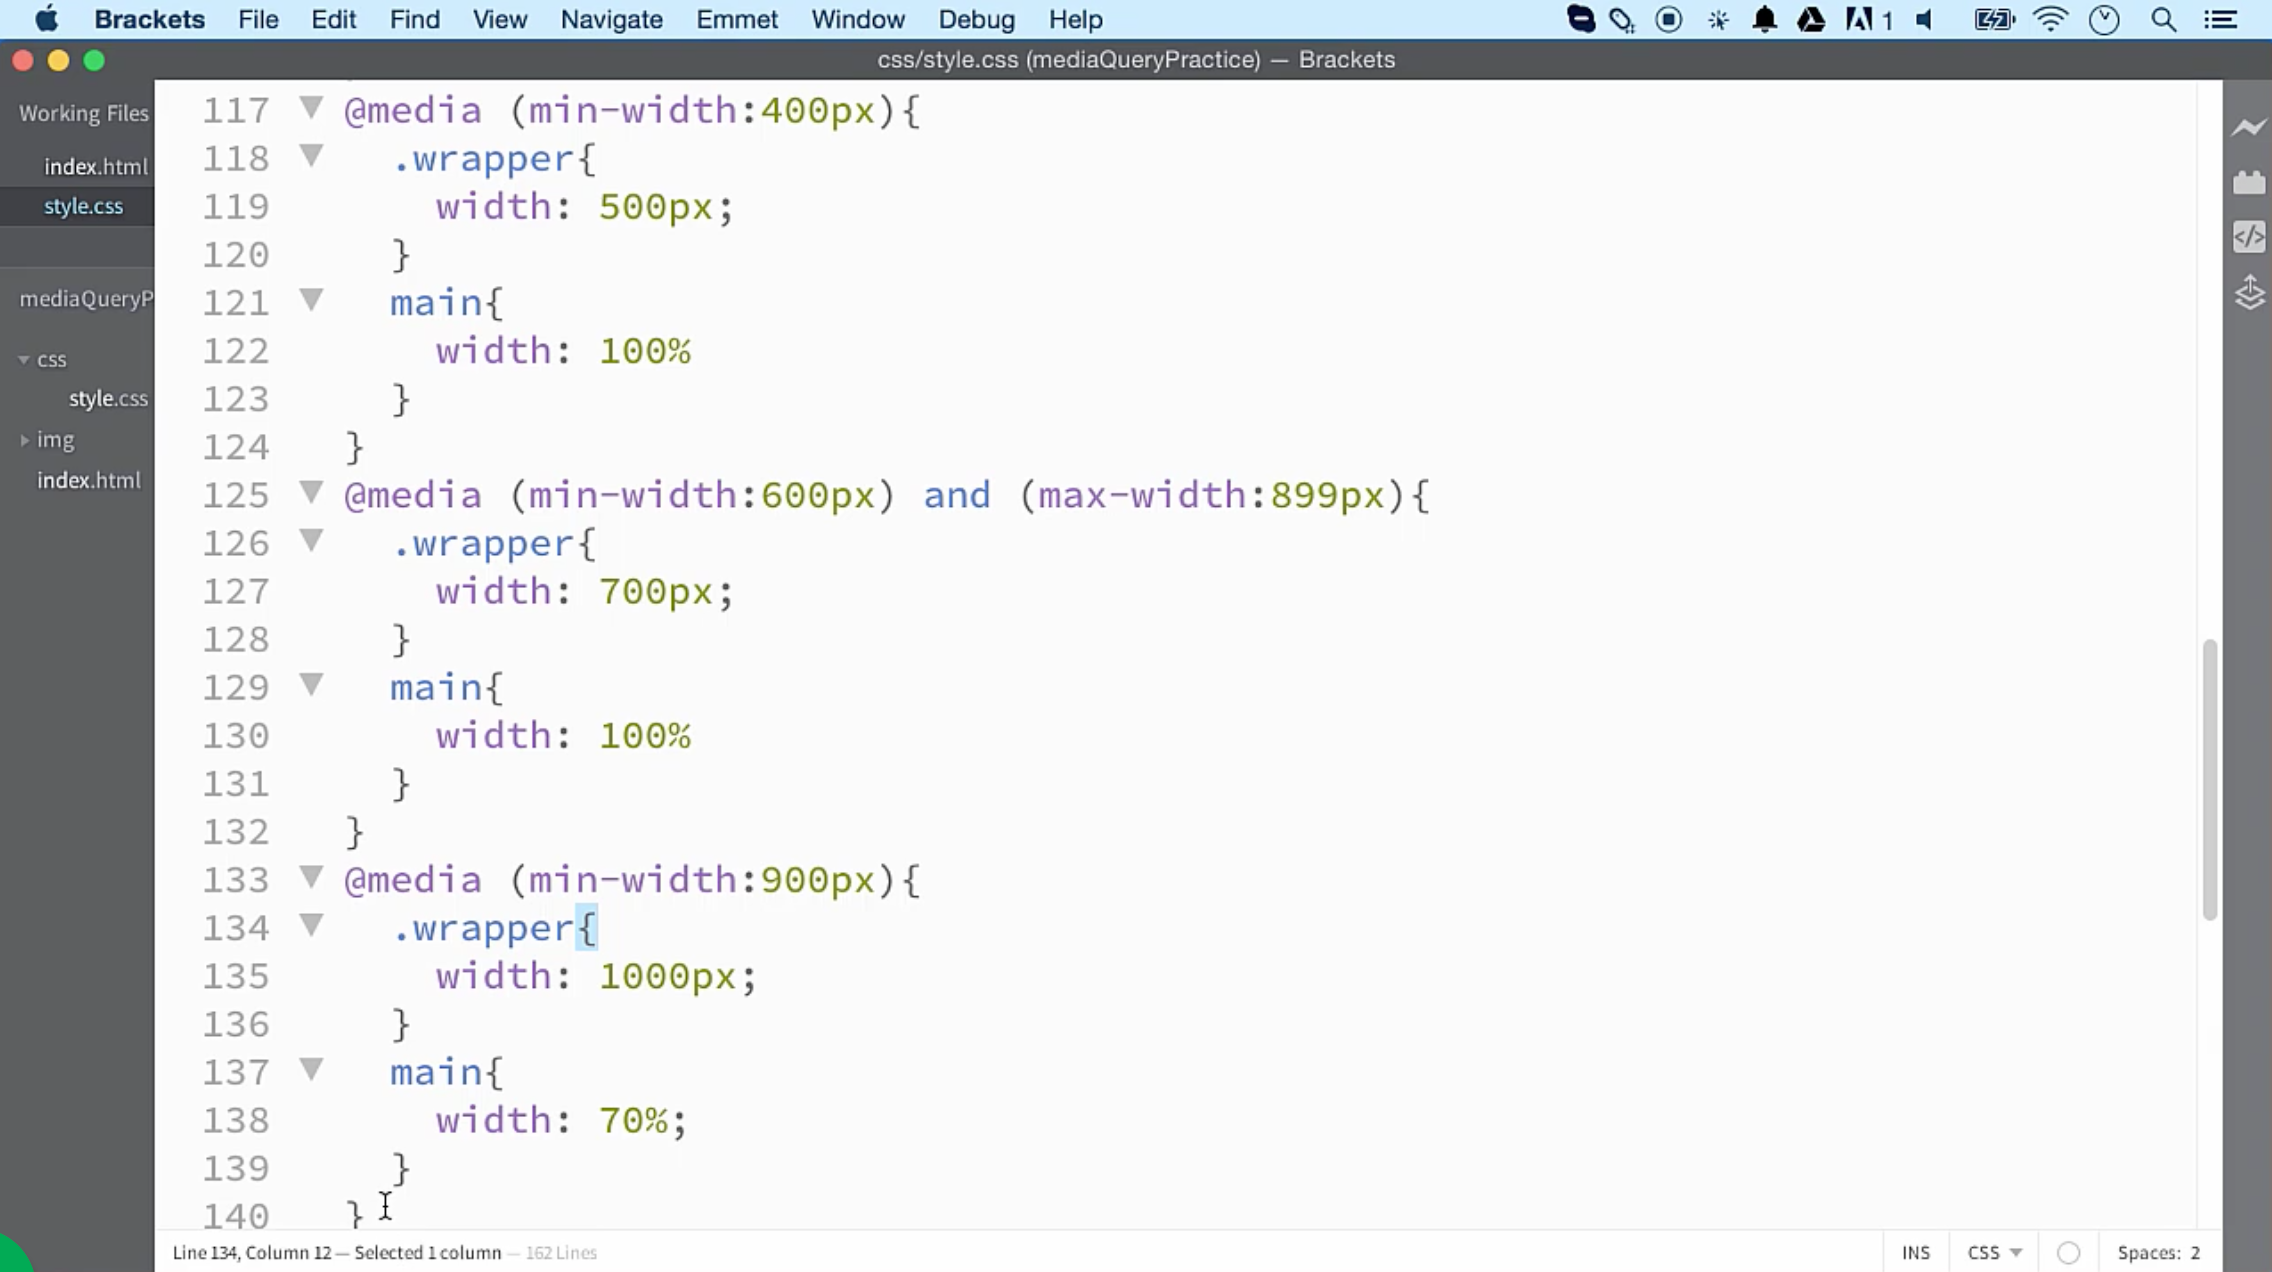 Brackets File Edit Find View Navigate Emmet Window Debug Help 1
css/style.css (mediaQueryPractice) — Brackets
Working Files
index.html
style.css
mediaQueryP
css
style.css
img
index.html
117 @media (min-width:400px){
118 .wrapper{
119 width: 500px;
120 }
121 main{
122 width: 100%
123 }
124 }
125 @media (min-width:600px) and (max-width:899px){
126 .wrapper{
127 width: 700px;
128 }
129 main{
130 width: 100%
131 }
132 }
133 @media (min-width:900px){
134 .wrapper{
135 width: 1000px;
136 }
137 main{
138 width: 70%;
139 }
140 }
Line 134, Column 12 — Selected 1 column — 162 Lines INS CSS Spaces: 2